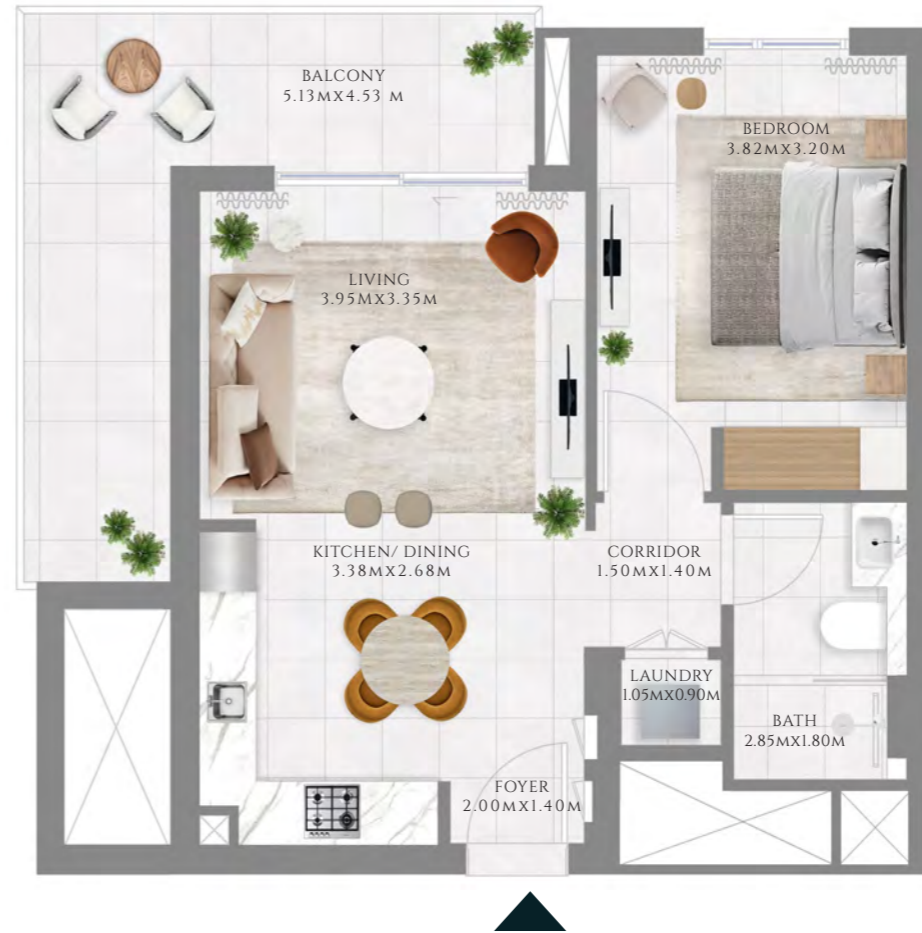 BALCONY
5.13MX4.53 M
BEDROOM
3.82MX3.20M
LIVING
3.95MX3.35M
KITCHEN/ DINING
3.38MX2.68M
CORRIDOR
1.50MX1.40M
LAUNDRY
1.05MX0.90M
BATH
2.85MX1.80M
FOYER
2.00MX1.40M